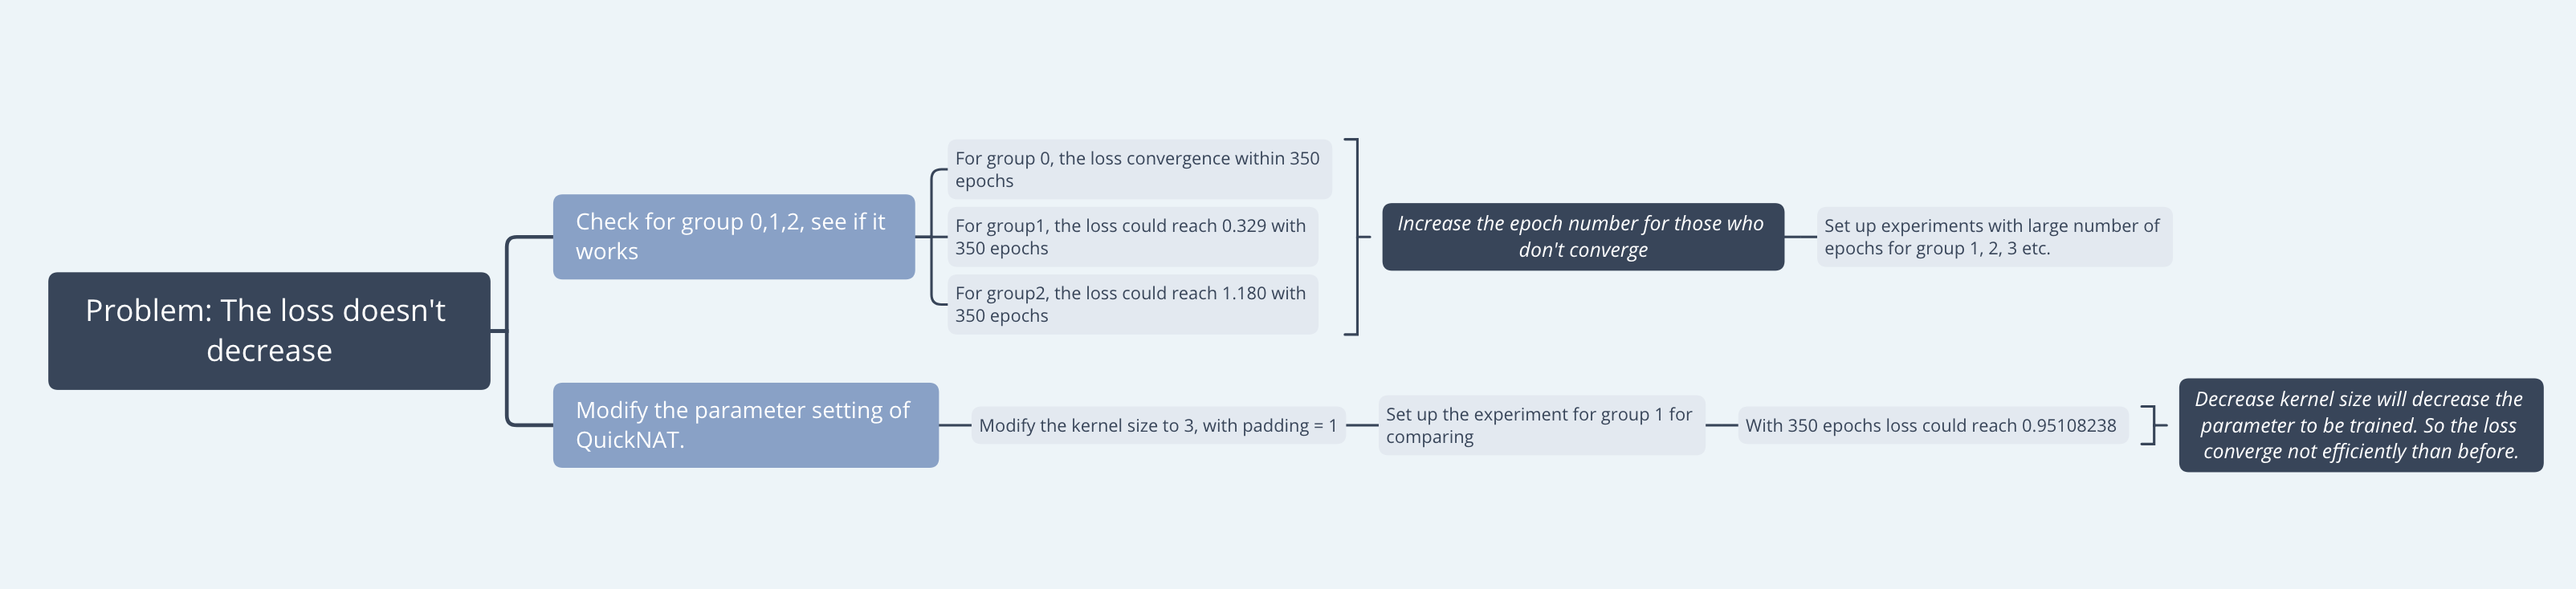 Problem: The loss doesn't
decrease
Check for group 0,1,2, see if it
works
For group 0, the loss convergence within 350
epochs
For group1, the loss could reach 0.329 with
350 epochs
For group2, the loss could reach 1.180 with
350 epochs
Increase the epoch number for those who
don't converge
Set up experiments with large number of
epochs for group 1, 2, 3 etc.
Modify the parameter setting of
QuickNAT.
Modify the kernel size to 3, with padding = 1
Set up the experiment for group 1 for
comparing
With 350 epochs loss could reach 0.95108238
Decrease kernel size will decrease the
parameter to be trained. So the loss
converge not efficiently than before.